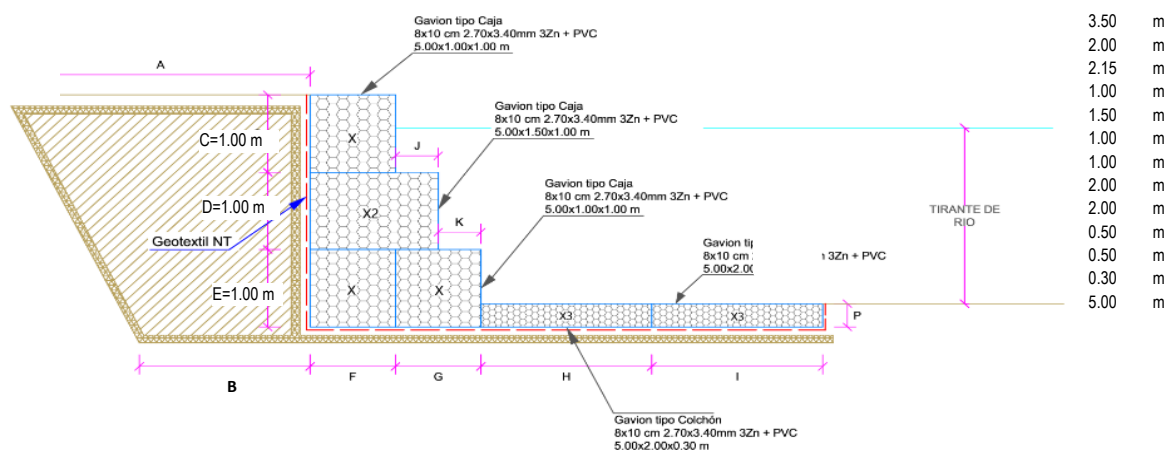 Gavion tipo Caja
8x10 cm 2.70x3.40mm 3Zn + PVC
5.00x1.00x1.00 m
A
C=1.00 m
X
J
Gavion tipo Caja
8x10 cm 2.70x3.40mm 3Zn + PVC
5.00x1.50x1.00 m
D=1.00 m
X2
K
Gavion tipo Caja
8x10 cm 2.70x3.40mm 3Zn + PVC
5.00x1.00x1.00 m
TIRANTE DE
RIO
Geotextil NT
E=1.00 m
X
X
Gavion
8x10 cm
3Zn + PVC
X3
X3
P
B
F
G
H
I
Gavion tipo Colchón
8x10 cm 2.70x3.40mm 3Zn + PVC
5.00x2.00x0.30 m
3.50 m
2.00 m
2.15 m
1.00 m
1.50 m
1.00 m
1.00 m
2.00 m
2.00 m
0.50 m
0.50 m
0.30 m
5.00 m